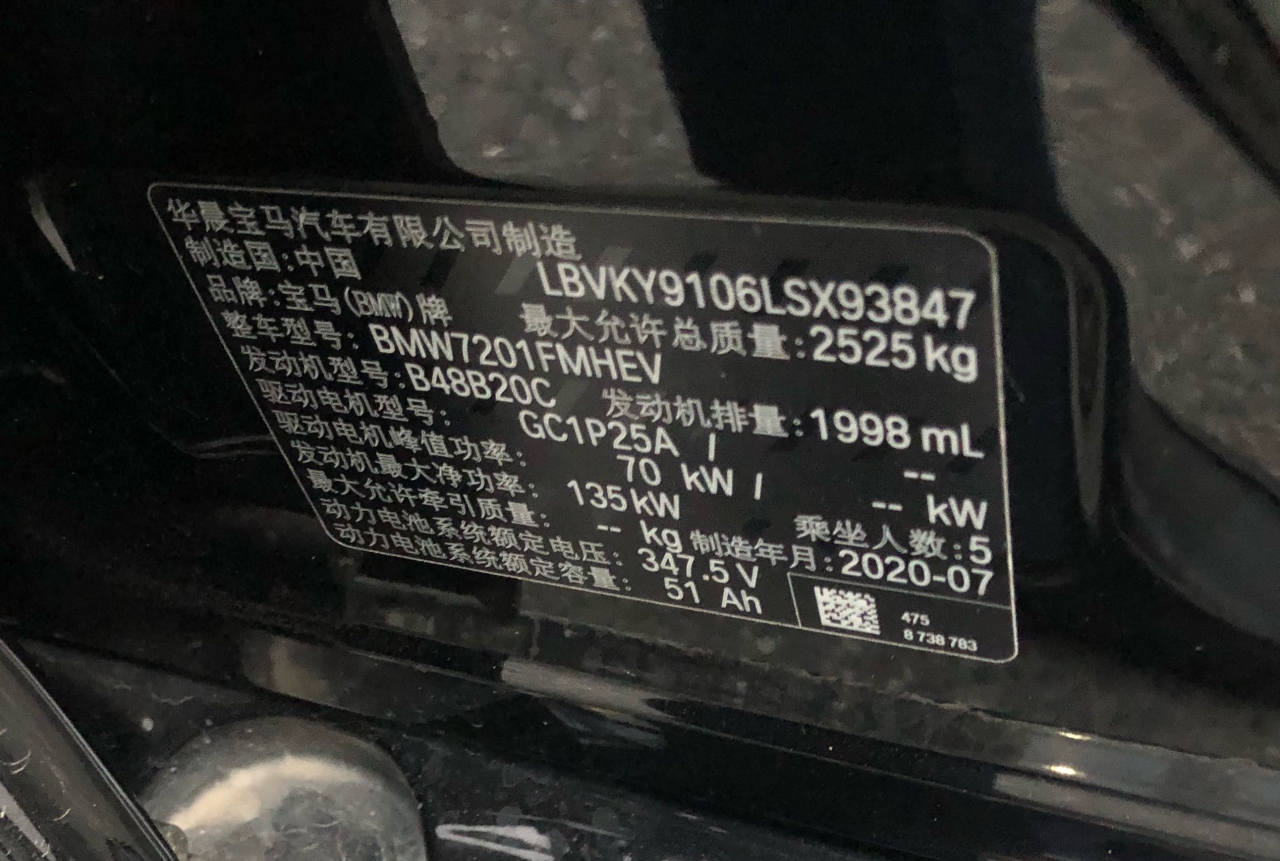 华晨宝马汽车有限公司制造
制造国:中国 LBVKY9106LSX93847
品牌:宝马(BMW)牌 最大允许总质量:2525kg
整车型号:BMW7201FMHEV
发动机型号:B48B20C 发动机排量:1998 mL
驱动电机型号: GC1P25A / --
驱动电机峰值功率: 70 kW / -- kW
发动机最大净功率: 135kW 乘坐人数:5
最大允许牵引质量: -- kg 制造年月:2020-07
动力电池系统额定电压: 347.5 V
动力电池系统额定容量: 51 Ah
475
8 738 783